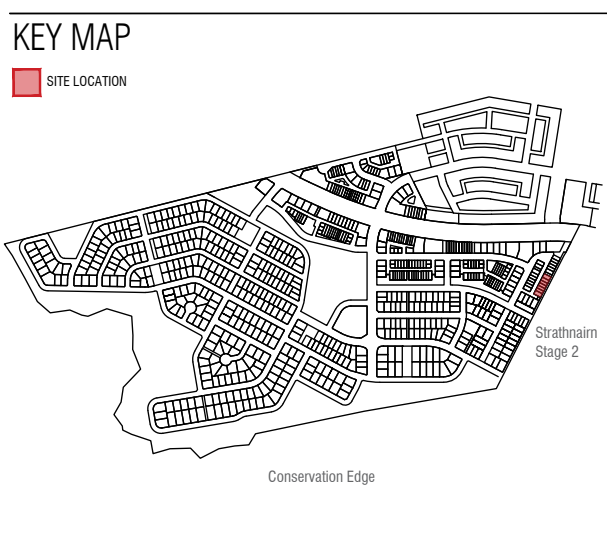 KEY MAP
SITE LOCATION
Strathnairn
Stage 2
Conservation Edge